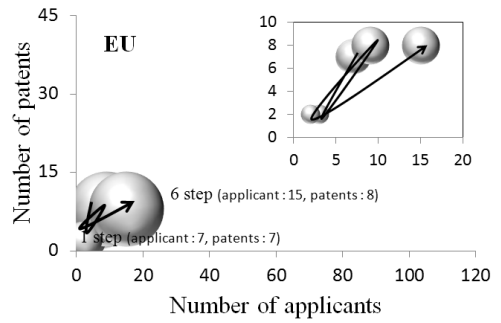 45
30
15
0
Number of patents
EU
10
8
6
4
2
0
0 5 10 15 20
6 step (applicant : 15, patents : 8)
1 step (applicant : 7, patents : 7)
0 20 40 60 80 100 120
Number of applicants